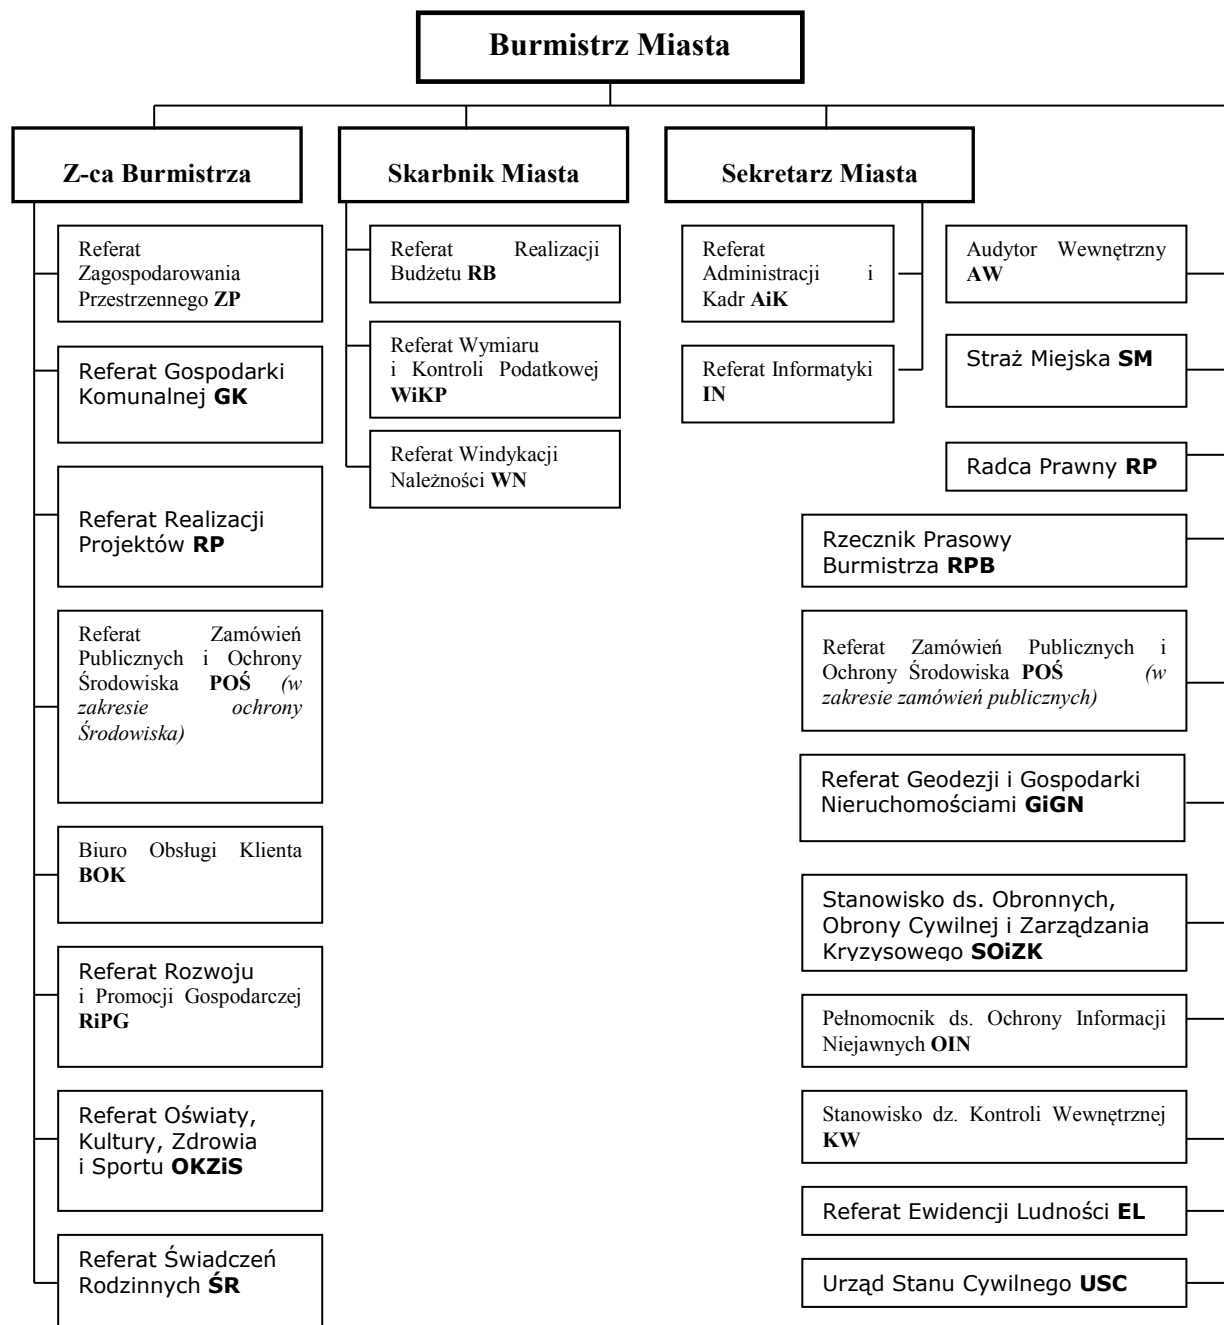 Burmistrz Miasta
Z-ca Burmistrza
Skarbnik Miasta
Sekretarz Miasta
Referat
Zagospodarowania
Przestrzennego ZP
Referat Gospodarki
Komunalnej GK
Referat Realizacji
Projektów RP
Referat Zamówień
Publicznych i Ochrony
Środowiska POŚ (w
zakresie ochrony
Środowiska)
Biuro Obsługi Klienta
BOK
Referat Rozwoju
i Promocji Gospodarczej
RiPG
Referat Oświaty,
Kultury, Zdrowia
i Sportu OKZiS
Referat Świadczeń
Rodzinnych ŚR
Referat Realizacji
Budżetu RB
Referat Wymiaru
i Kontroli Podatkowej
WiKP
Referat Windykacji
Należności WN
Referat
Administracji i
Kadr AiK
Referat Informatyki
IN
Audytor Wewnętrzny
AW
Straż Miejska SM
Radca Prawny RP
Rzecznik Prasowy
Burmistrza RPB
Referat Zamówień Publicznych i
Ochrony Środowiska POŚ (w
zakresie zamówień publicznych)
Referat Geodezji i Gospodarki
Nieruchomościami GiGN
Stanowisko ds. Obronnych,
Obrony Cywilnej i Zarządzania
Kryzysowego SOiZK
Pełnomocnik ds. Ochrony Informacji
Niejawnych OIN
Stanowisko dz. Kontroli Wewnętrznej
KW
Referat Ewidencji Ludności EL
Urząd Stanu Cywilnego USC